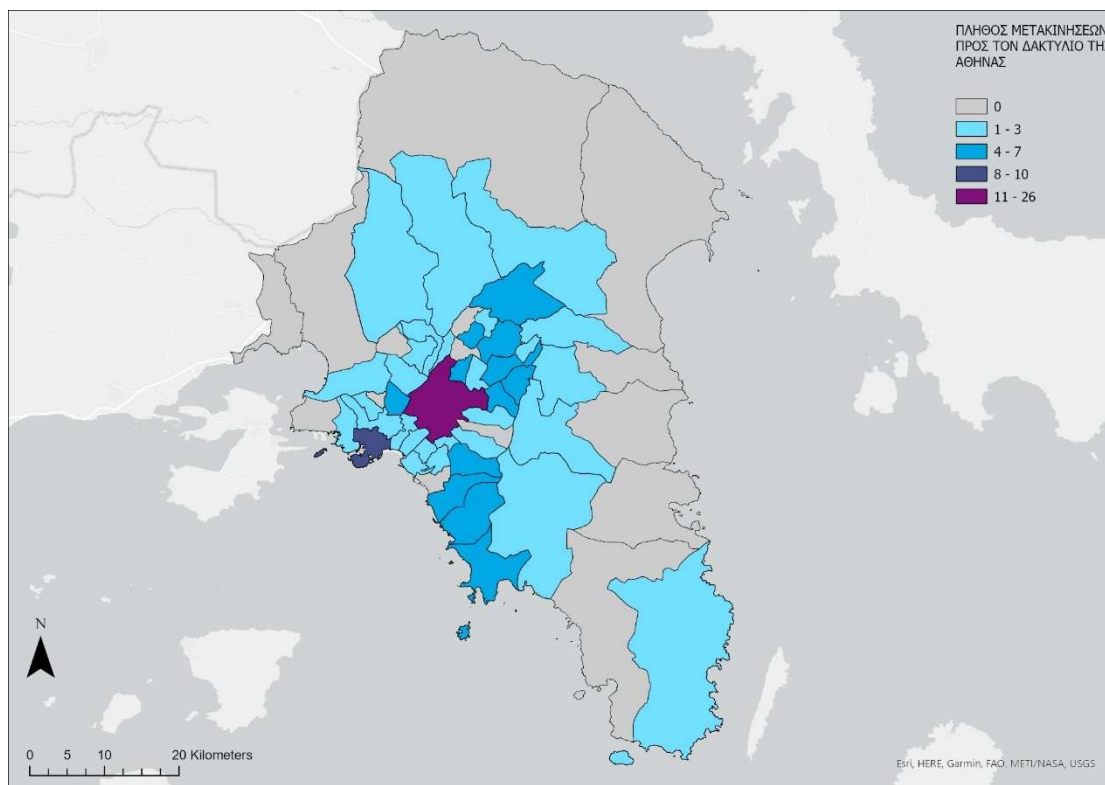 ΠΛΗΘΟΣ ΜΕΤΑΚΙΝΗΣΕΩΝ
ΠΡΟΣ ΤΟΝ ΔΑΚΤΥΛΙΟ ΤΗΣ
ΑΘΗΝΑΣ
0
1 - 3
4 - 7
8 - 10
11 - 26
N
0 5 10 20 Kilometers
Esri, HERE, Garmin, FAO, METI/NASA, USGS